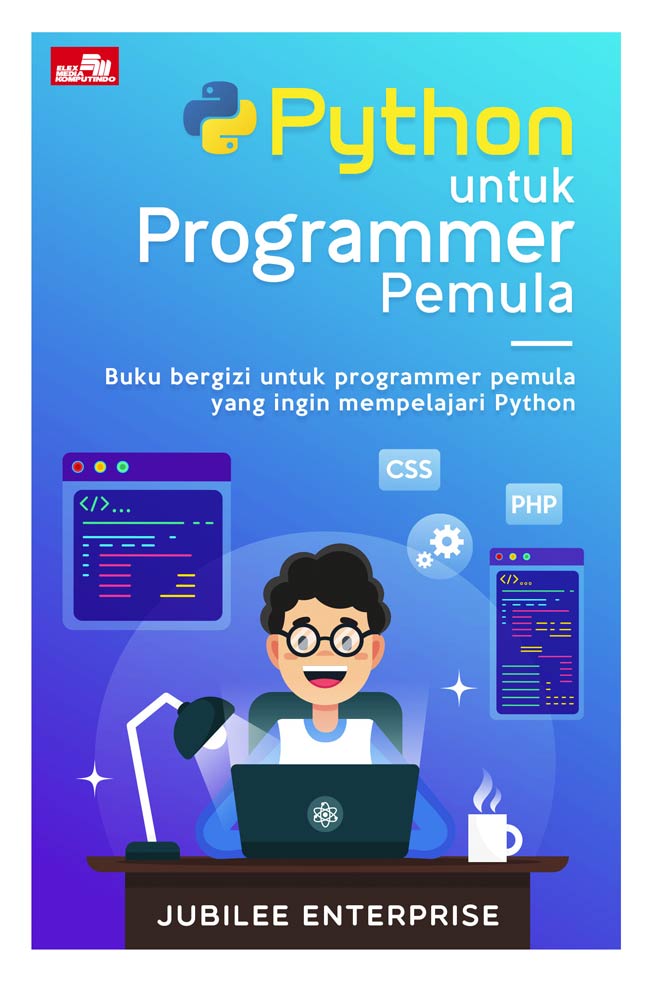 ELEX
MEDIA
KOMPUTINDO
Python
untuk
Programmer
Pemula
Buku bergizi untuk programmer pemula
yang ingin mempelajari Python
</>...
CSS
PHP
</>...
JUBILEE ENTERPRISE